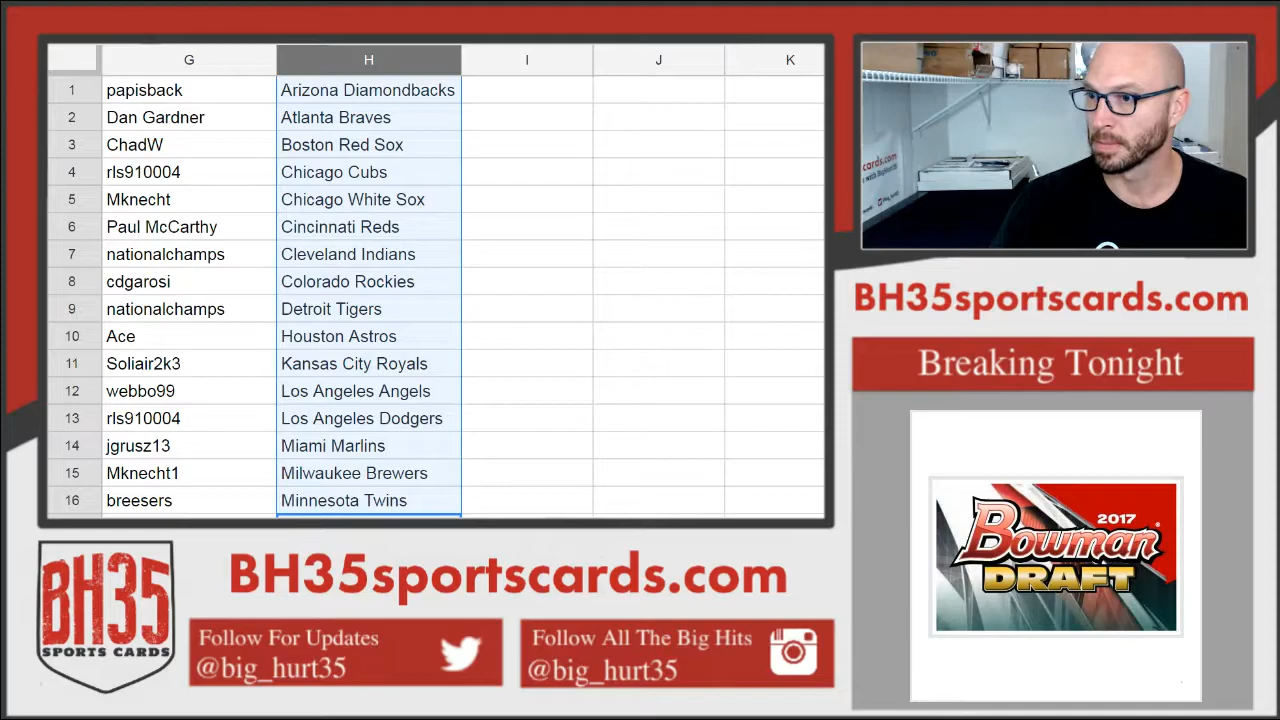 G H I J K
1 papisback Arizona Diamondbacks
2 Dan Gardner Atlanta Braves
3 ChadW Boston Red Sox
4 rls910004 Chicago Cubs
5 Mknecht Chicago White Sox
6 Paul McCarthy Cincinnati Reds
7 nationalchamps Cleveland Indians
8 cdgarosi Colorado Rockies
9 nationalchamps Detroit Tigers
10 Ace Houston Astros
11 Soliair2k3 Kansas City Royals
12 webbo99 Los Angeles Angels
13 rls910004 Los Angeles Dodgers
14 jgrusz13 Miami Marlins
15 Mknecht1 Milwaukee Brewers
16 breesers Minnesota Twins
BH35sportscards.com
Breaking Tonight
2017
Bowman
DRAFT
BH35
SPORTS CARDS
BH35sportscards.com
Follow For Updates
@big_hurt35
Follow All The Big Hits
@big_hurt35